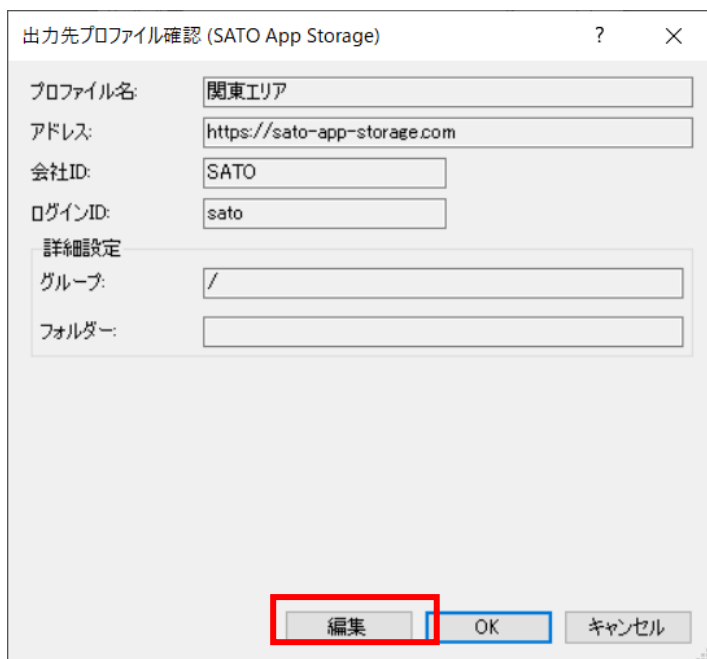 出力先プロファイル確認 (SATO App Storage) ?
プロファイル名: 関東エリア
アドレス: https://sato-app-storage.com
会社ID: SATO
ログインID: sato
詳細設定
グループ: /
フォルダー:
編集 OK キャンセル